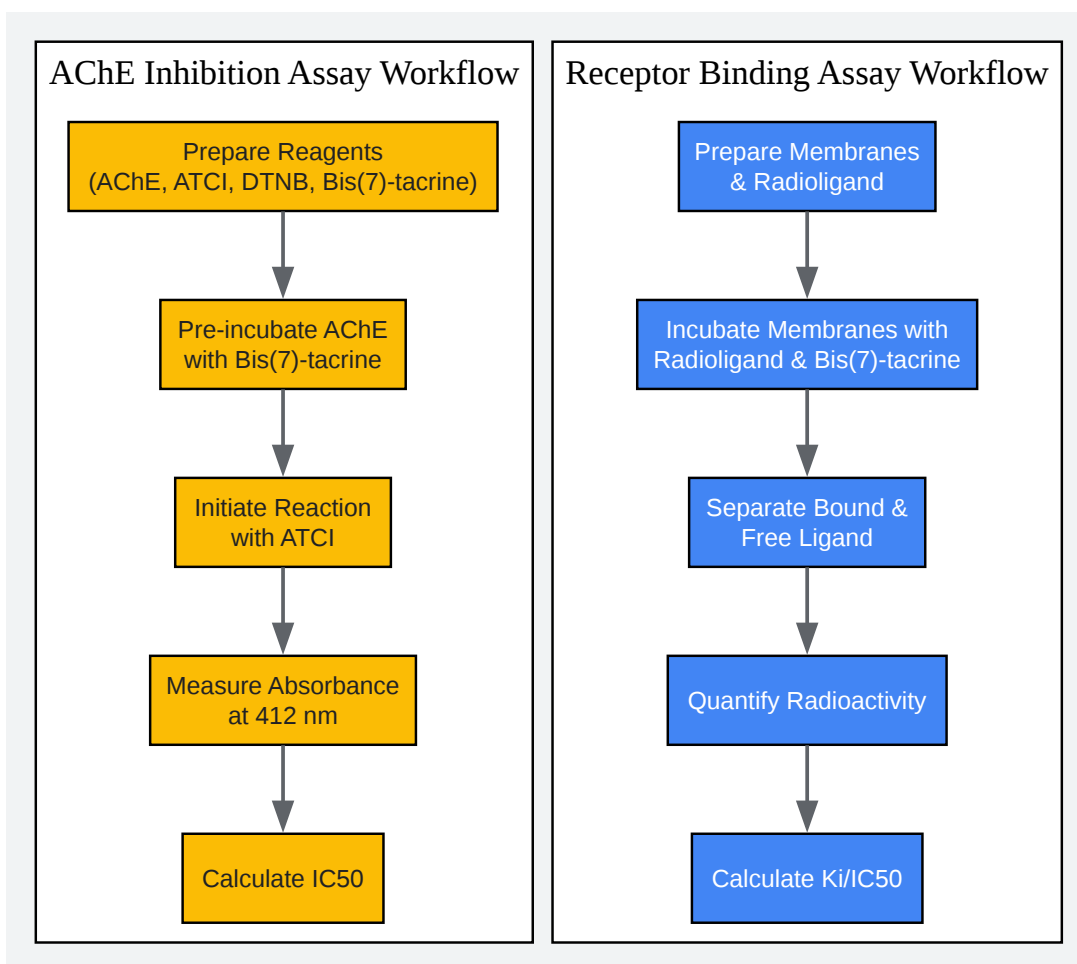 AChE Inhibition Assay Workflow
Prepare Reagents
(AChE, ATCI, DTNB, Bis(7)-tacrine)
Pre-incubate AChE
with Bis(7)-tacrine
Initiate Reaction
with ATCI
Measure Absorbance
at 412 nm
Calculate IC50
Receptor Binding Assay Workflow
Prepare Membranes
& Radioligand
Incubate Membranes with
Radioligand & Bis(7)-tacrine
Separate Bound &
Free Ligand
Quantify Radioactivity
Calculate Ki/IC50